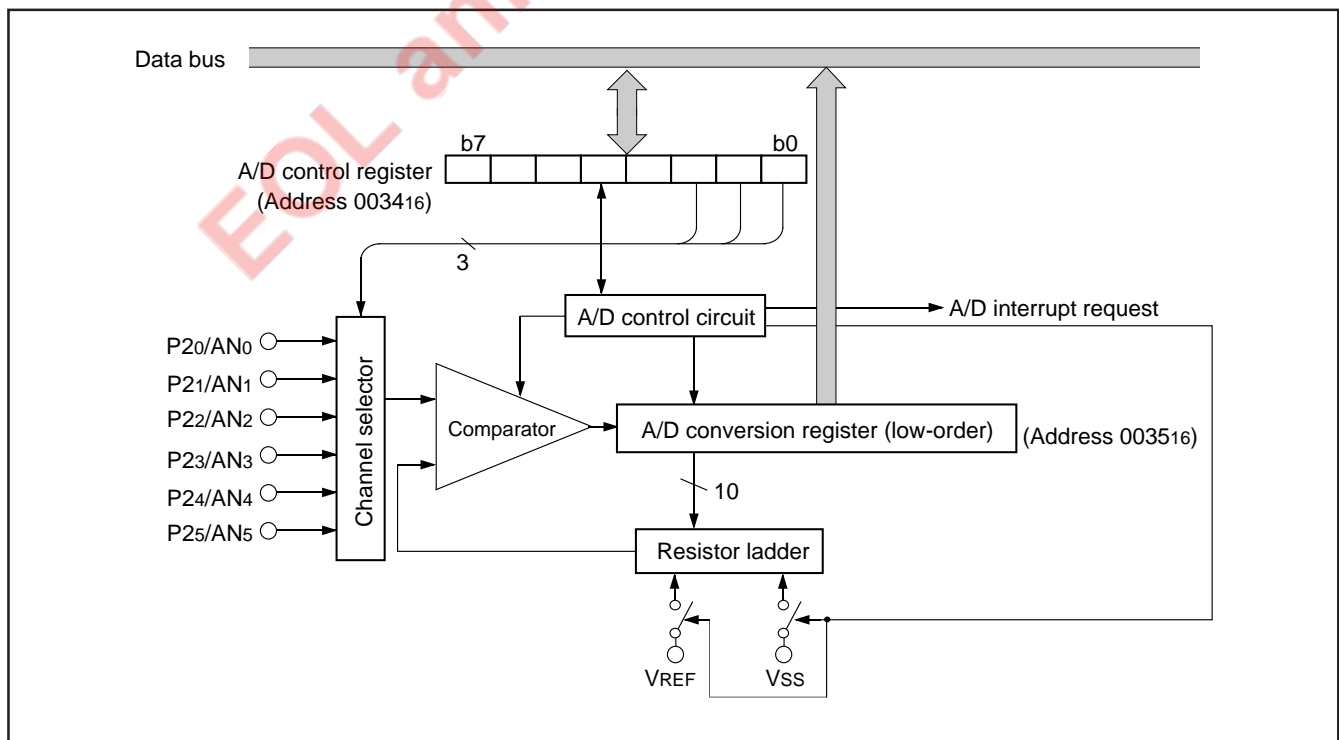 EOL an
Data bus
b7 b0
A/D control register
(Address 003416)
3
A/D control circuit
A/D interrupt request
P20/AN0
P21/AN1
P22/AN2
P23/AN3
P24/AN4
P25/AN5
Channel selector
Comparator
A/D conversion register (low-order)
(Address 003516)
10
Resistor ladder
VREF
VSS